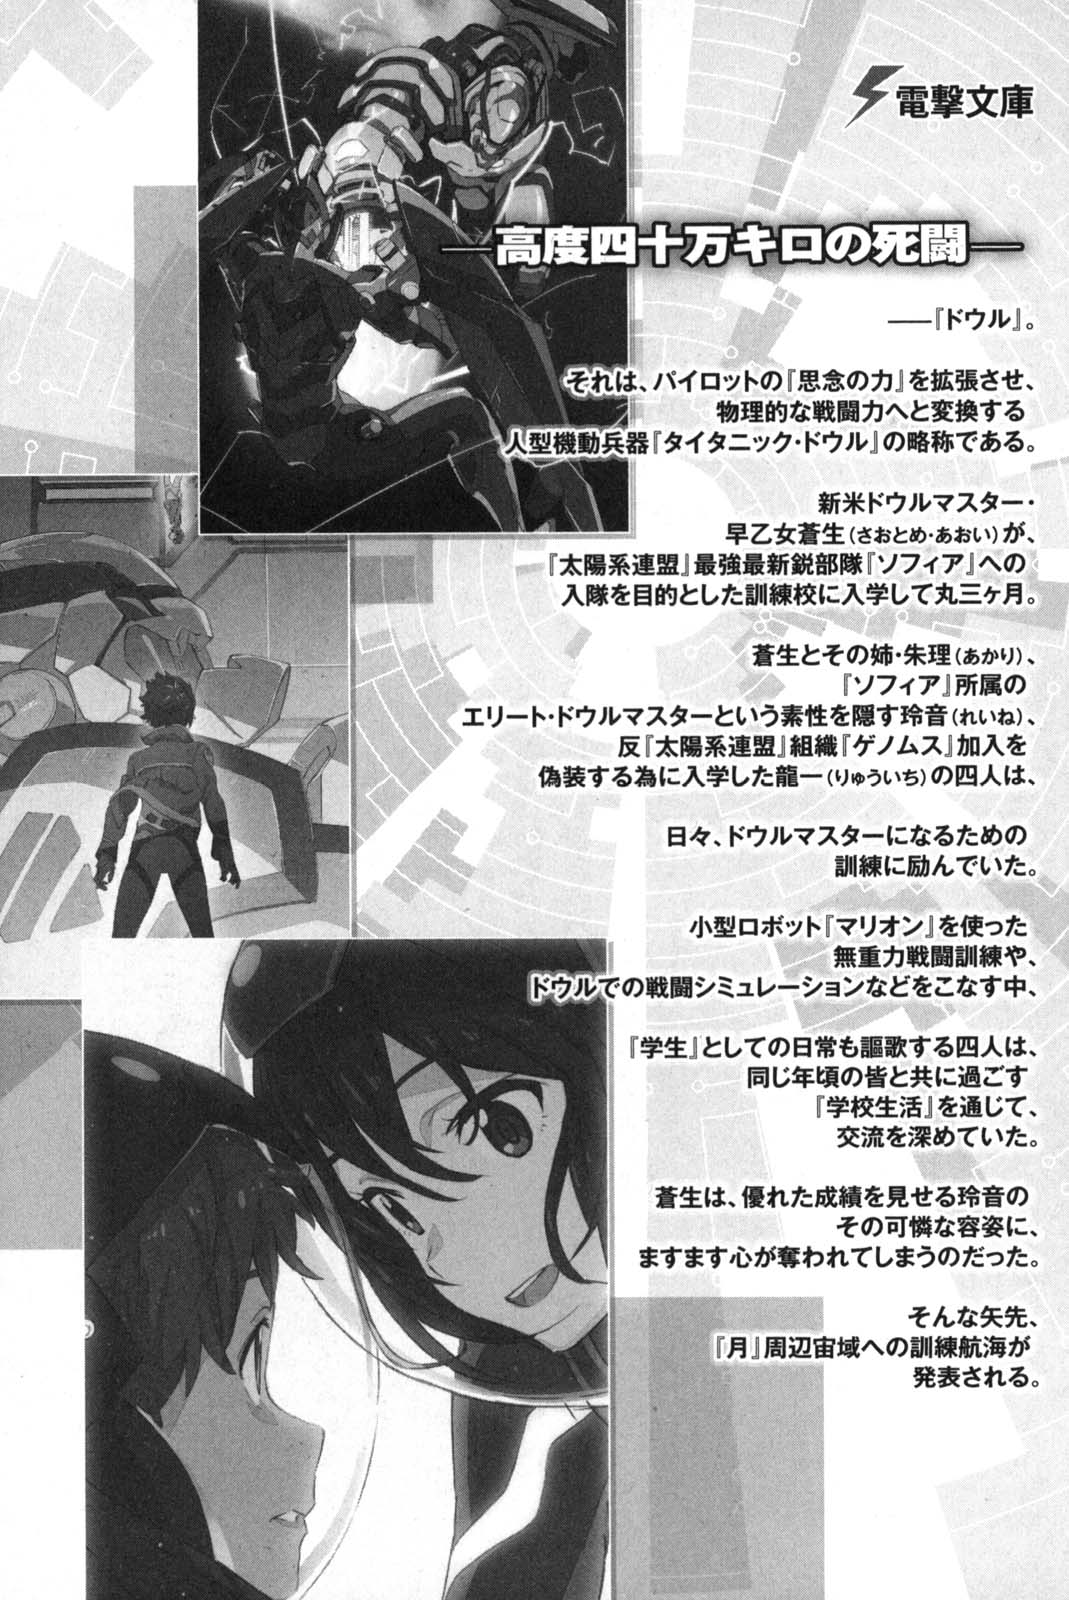 電撃文庫
―高度四十万キロの死闘―
――『ドウル』。
それは、パイロットの『思念の力』を拡張させ、
物理的な戦闘力へと変換する
人型機動兵器『タイタニック・ドウル』の略称である。
新米ドウルマスター・
早乙女蒼生（さおとめ・あおい）が、
『太陽系連盟』最強最新鋭部隊『ソフィア』への
入隊を目的とした訓練校に入学して丸三ヶ月。
蒼生とその姉・朱理（あかり）、
『ソフィア』所属の
エリート・ドウルマスターという素性を隠す玲音（れいね）、
反『太陽系連盟』組織『ゲノムス』加入を
偽装する為に入学した龍一（りゅういち）の四人は、
日々、ドウルマスターになるための
訓練に励んでいた。
小型ロボット『マリオン』を使った
無重力戦闘訓練や、
ドウルでの戦闘シミュレーションなどをこなす中、
『学生』としての日常も謳歌する四人は、
同じ年頃の皆と共に過ごす
『学校生活』を通じて、
交流を深めていた。
蒼生は、優れた成績を見せる玲音の
その可憐な容姿に、
ますます心が奪われてしまうのだった。
そんな矢先、
『月』周辺宙域への訓練航海が
発表される。